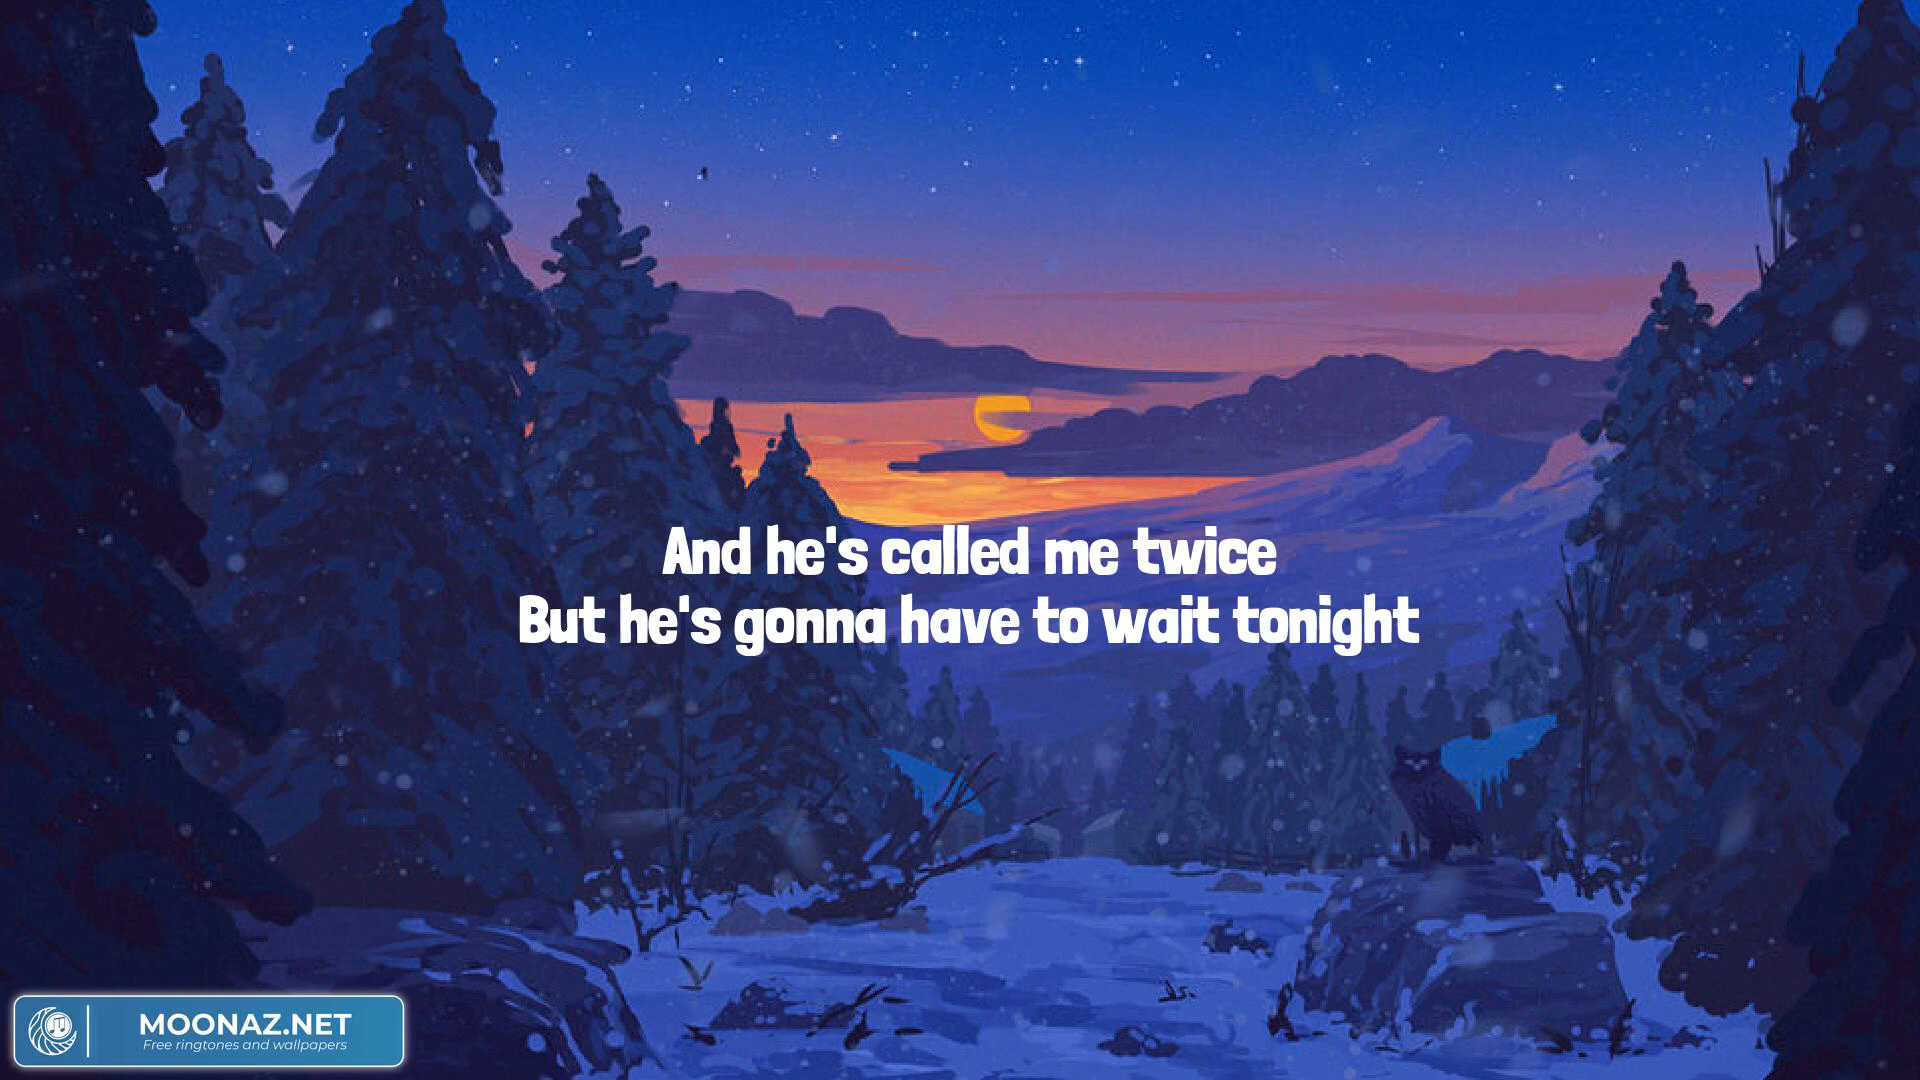 And he's called me twice
But he's gonna have to wait tonight
MOONAZ.NET
Free ringtones and wallpapers